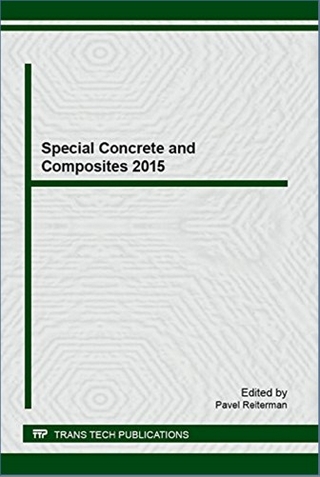 Special Concrete and
Composites 2015
Edited by
Pavel Reiterman
TTP TRANS TECH PUBLICATIONS